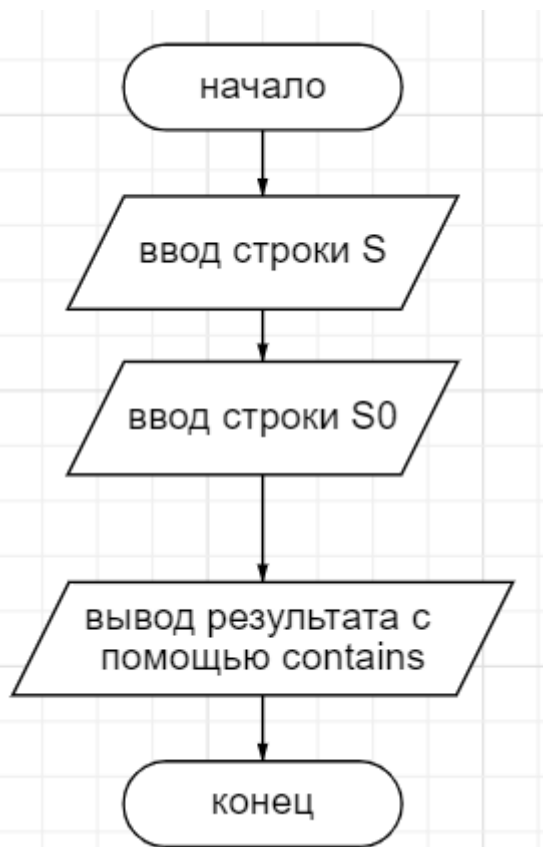 начало
ввод строки S
ввод строки S0
вывод результата с
помощью contains
конец